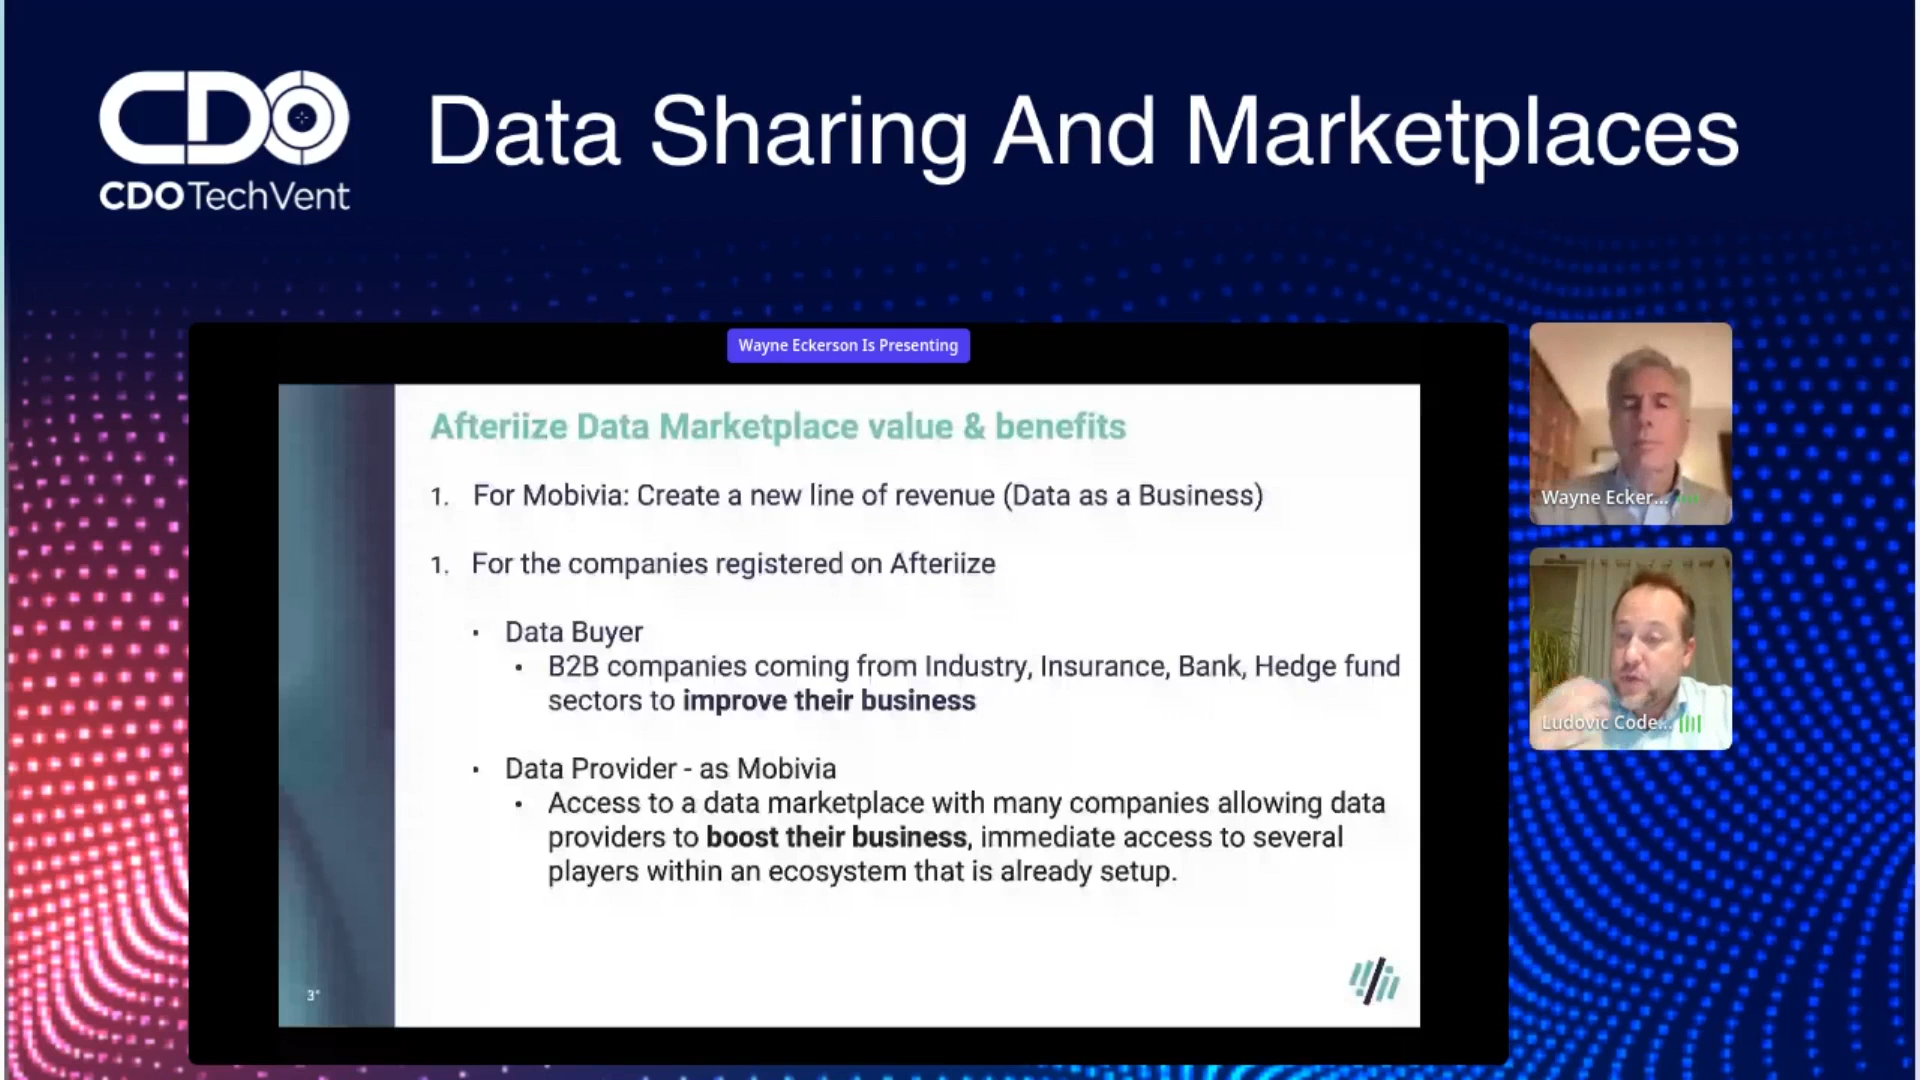 CDO
CDO TechVent
Data Sharing And Marketplaces
Wayne Eckerson Is Presenting
Afteriize Data Marketplace value & benefits
1. For Mobivia: Create a new line of revenue (Data as a Business)
1. For the companies registered on Afteriize
· Data Buyer
· B2B companies coming from Industry, Insurance, Bank, Hedge fund
sectors to improve their business
· Data Provider - as Mobivia
· Access to a data marketplace with many companies allowing data
providers to boost their business, immediate access to several
players within an ecosystem that is already setup.
Wayne Ecker...
Ludovic Code...